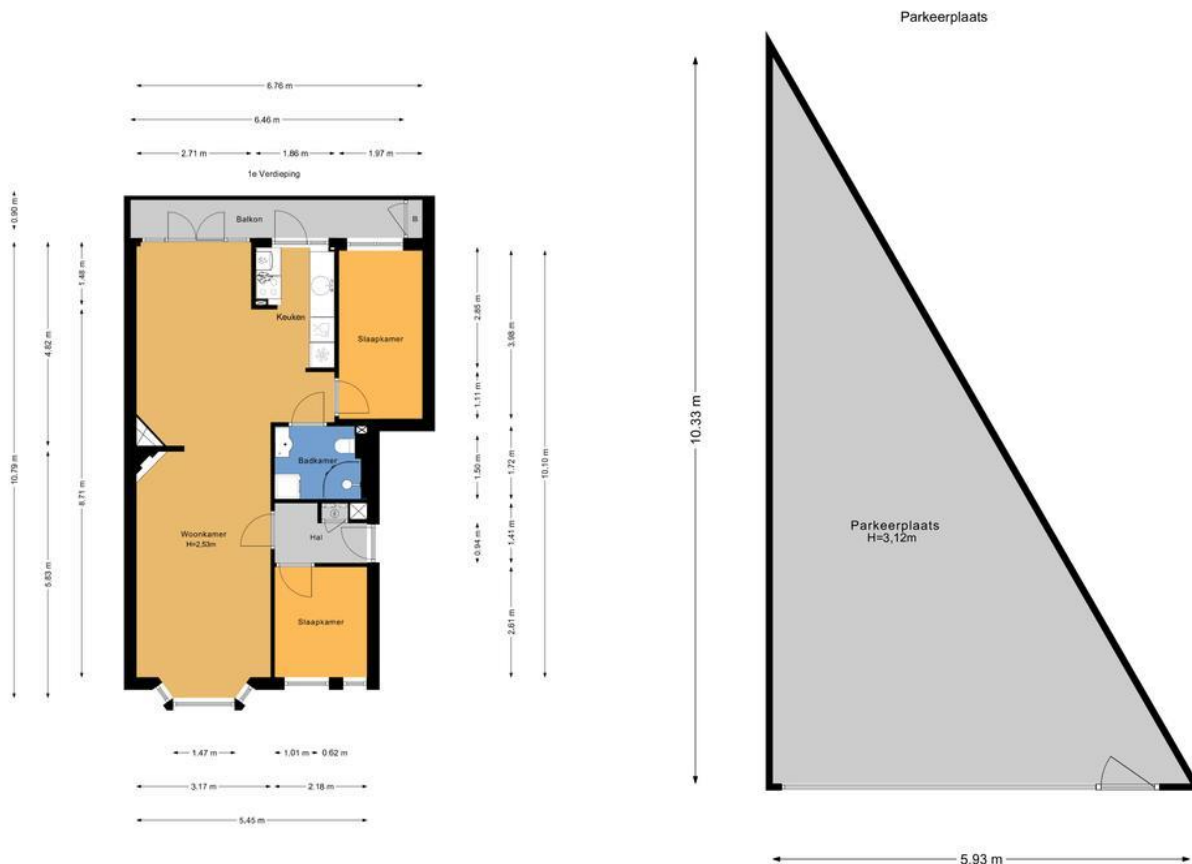 Parkeerplaats
6.76 m
6.46 m
2.71 m
1.86 m
1.97 m
1e Verdieping
0.90 m
Balkon
B
10.79 m
4.82 m
5.83 m
1.48 m
8.71 m
Keuken
Slaapkamer
Badkamer
Woonkamer
H=2,53m
Hal
Slaapkamer
2.85 m
1.11 m
1.50 m
0.94 m
3.98 m
1.72 m
1.41 m
2.61 m
10.10 m
1.47 m
1.01 m
0.62 m
3.17 m
2.18 m
5.45 m
10.33 m
Parkeerplaats
H=3,12m
5.93 m